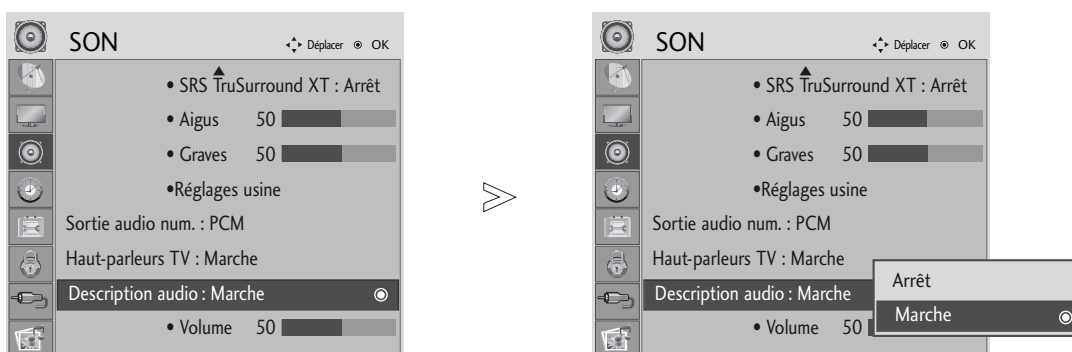 SON
Déplacer OK
• SRS TruSurround XT : Arrêt
• Aigus 50
• Graves 50
•Réglages usine
Sortie audio num. : PCM
Haut-parleurs TV : Marche
Description audio : Marche
• Volume 50
SON
Déplacer OK
• SRS TruSurround XT : Arrêt
• Aigus 50
• Graves 50
•Réglages usine
Sortie audio num. : PCM
Haut-parleurs TV : Marche
Description audio : Marche
• Volume 50
Arrêt
Marche